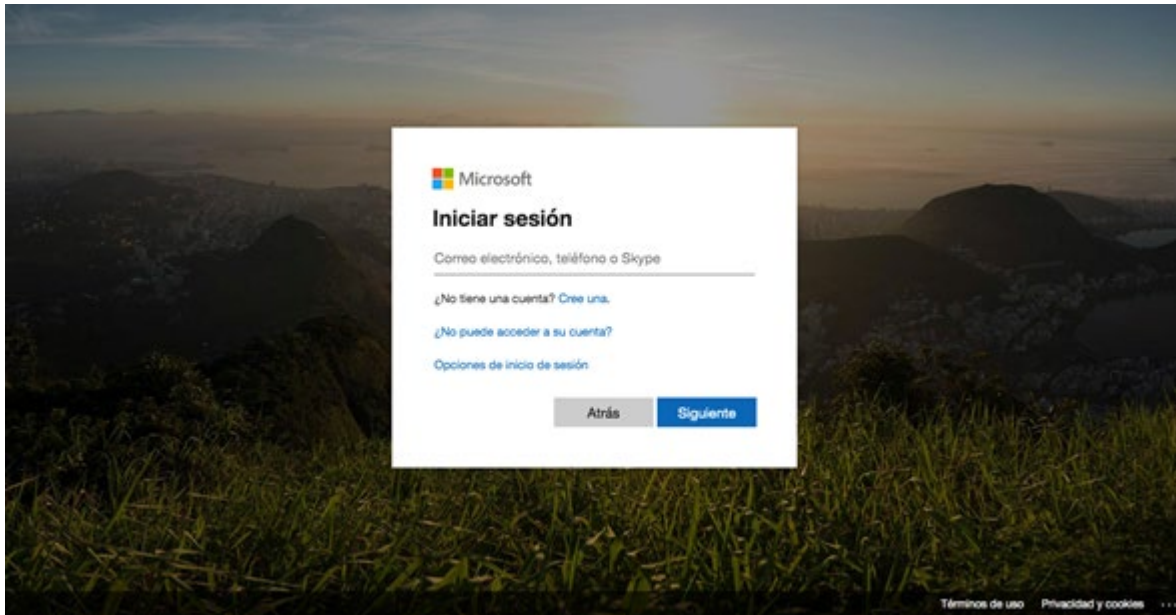 Microsoft
Iniciar sesión
Correo electrónico, teléfono o Skype
¿No tiene una cuenta? Cree una.
¿No puede acceder a su cuenta?
Opciones de inicio de sesión
Atrás Siguiente
Términos de uso Privacidad y cookies